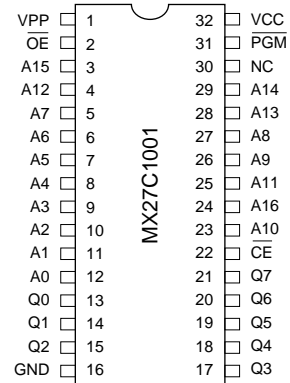 VPP 1 32 VCC
OE 2 31 PGM
A15 3 30 NC
A12 4 29 A14
A7 5 28 A13
A6 6 27 A8
A5 7 26 A9
A4 8 25 A11
A3 9 24 A16
A2 10 23 A10
A1 11 22 CE
A0 12 21 Q7
Q0 13 20 Q6
Q1 14 19 Q5
Q2 15 18 Q4
GND 16 17 Q3
MX27C1001